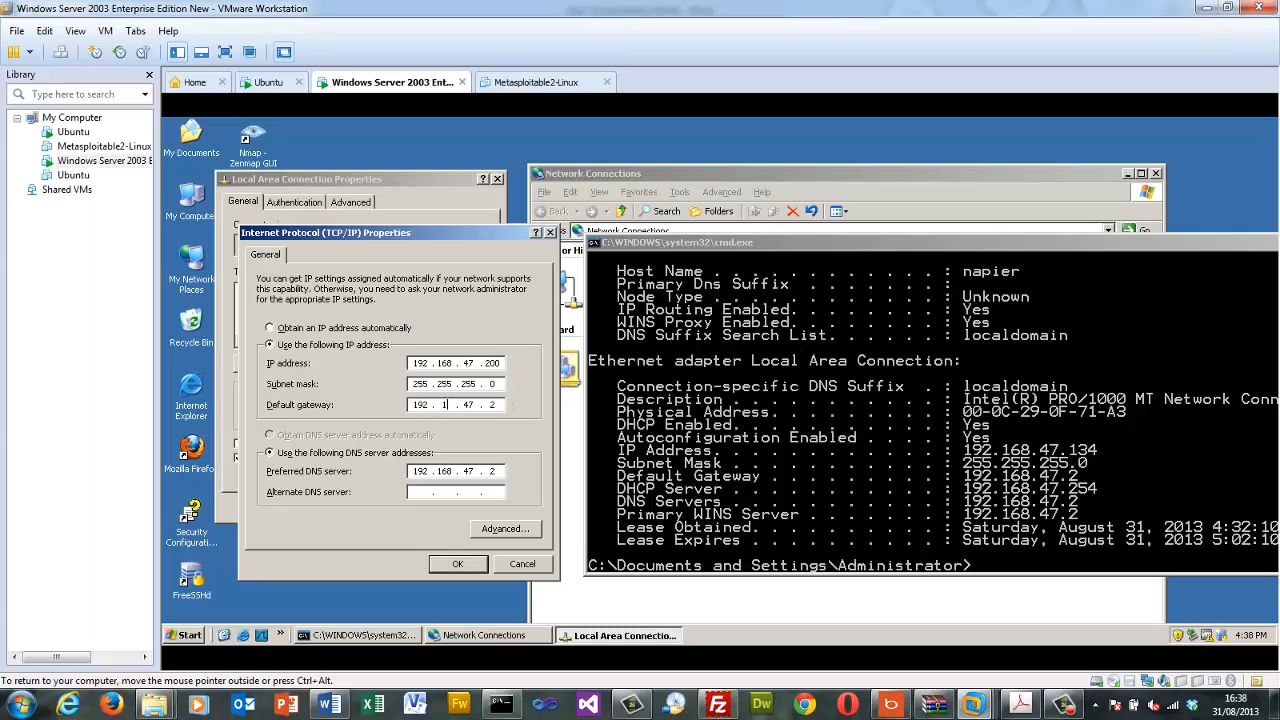 Windows Server 2003 Enterprise Edition New - VMware Workstation
File Edit View VM Tabs Help
Library
Type here to search
My Computer
Ubuntu
Metasploitable2-Linux
Windows Server 2003 E
Ubuntu
Shared VMs
Home
Ubuntu
Windows Server 2003 Ent...
Metasploitable2-Linux
My Documents
Nmap -
Zenmap GUI
My Compute
My Network
Places
Recycle Bin
Internet
Explorer
Mozilla Firefo
Security
Configurati...
FreeSSHd
Local Area Connection Properties
General Authentication Advanced
Internet Protocol (TCP/IP) Properties
General
You can get IP settings assigned automatically if your network supports
this capability. Otherwise, you need to ask your network administrator
for the appropriate IP settings.
Obtain an IP address automatically
Use the following IP address:
IP address: 192 . 168 . 47 . 200
Subnet mask: 255 . 255 . 255 . 0
Default gateway: 192 . 1 . 47 . 2
Obtain DNS server address automatically
Use the following DNS server addresses:
Preferred DNS server: 192 . 168 . 47 . 2
Alternate DNS server: . . .
Advanced...
OK Cancel
Network Connections
File Edit View Favorites Tools Advanced Help
Back Search Folders
Go
or Hi
ard
C:\WINDOWS\system32\cmd.exe
Host Name . . . . . . . . . . . . : napier
Primary Dns Suffix . . . . . . . :
Node Type . . . . . . . . . . . . : Unknown
IP Routing Enabled. . . . . . . . : Yes
WINS Proxy Enabled. . . . . . . . : Yes
DNS Suffix Search List. . . . . . : localdomain
Ethernet adapter Local Area Connection:
Connection-specific DNS Suffix . : localdomain
Description . . . . . . . . . . . : Intel(R) PRO/1000 MT Network Conn
Physical Address. . . . . . . . . : 00-0C-29-0F-71-A3
DHCP Enabled. . . . . . . . . . . : Yes
Autoconfiguration Enabled . . . . : Yes
IP Address. . . . . . . . . . . . : 192.168.47.134
Subnet Mask . . . . . . . . . . . : 255.255.255.0
Default Gateway . . . . . . . . . : 192.168.47.2
DHCP Server . . . . . . . . . . . : 192.168.47.254
DNS Servers . . . . . . . . . . . : 192.168.47.2
Primary WINS Server . . . . . . . : 192.168.47.2
Lease Obtained. . . . . . . . . . : Saturday, August 31, 2013 4:32:10
Lease Expires . . . . . . . . . . : Saturday, August 31, 2013 5:02:10
C:\Documents and Settings\Administrator>
Start
C:\WINDOWS\system32...
Network Connections
Local Area Connectio...
4:38 PM
To return to your computer, move the mouse pointer outside or press Ctrl+Alt.
16:38
31/08/2013